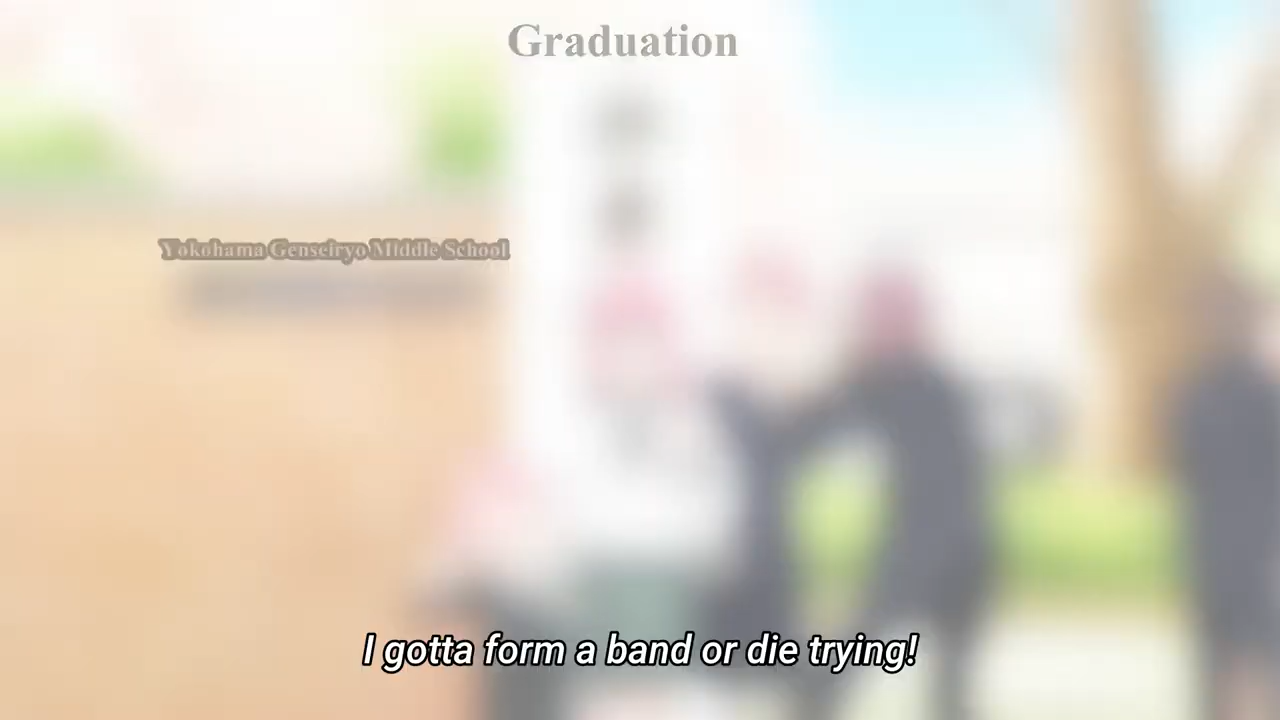 Graduation
Yokohama Genseiryo Middle School
I gotta form a band or die trying!